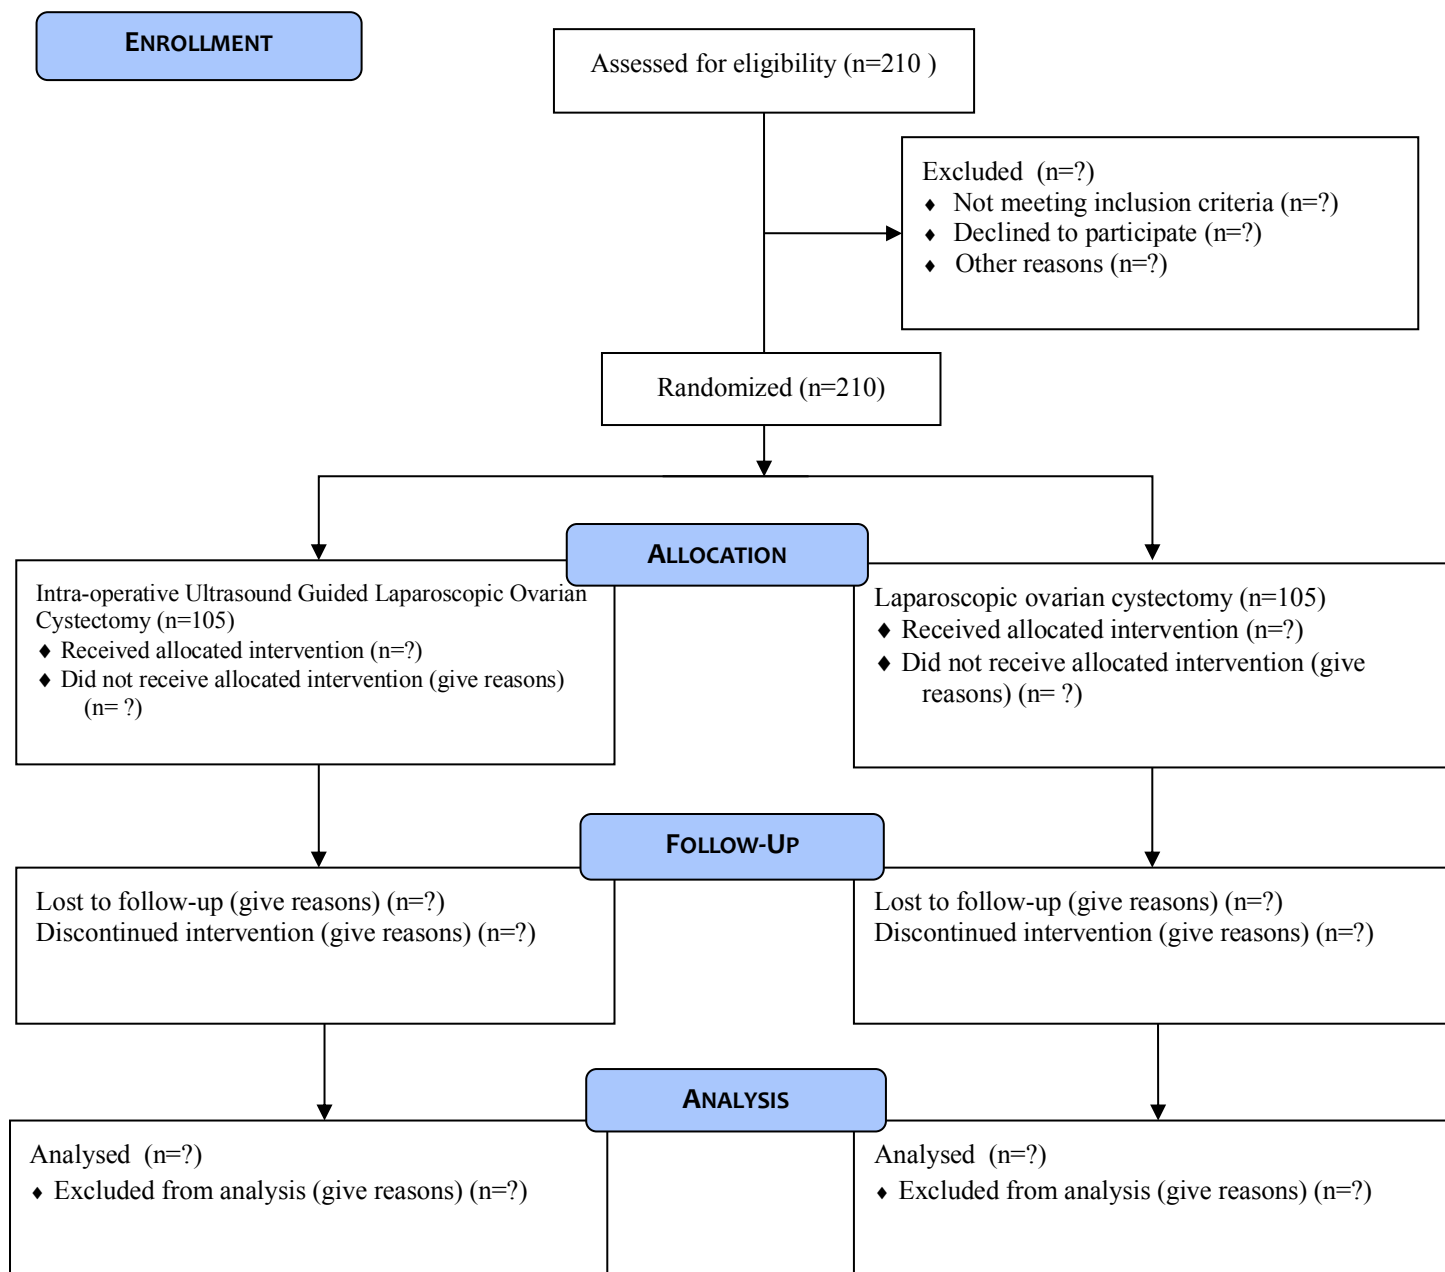 ENROLLMENT
Assessed for eligibility (n=210 )
Excluded (n=?)
♦ Not meeting inclusion criteria (n=?)
♦ Declined to participate (n=?)
♦ Other reasons (n=?)
Randomized (n=210)
ALLOCATION
Intra-operative Ultrasound Guided Laparoscopic Ovarian
Cystectomy (n=105)
♦ Received allocated intervention (n=?)
♦ Did not receive allocated intervention (give reasons)
(n= ?)
Laparoscopic ovarian cystectomy (n=105)
♦ Received allocated intervention (n=?)
♦ Did not receive allocated intervention (give
reasons) (n= ?)
FOLLOW-UP
Lost to follow-up (give reasons) (n=?)
Discontinued intervention (give reasons) (n=?)
Lost to follow-up (give reasons) (n=?)
Discontinued intervention (give reasons) (n=?)
ANALYSIS
Analysed (n=?)
♦ Excluded from analysis (give reasons) (n=?)
Analysed (n=?)
♦ Excluded from analysis (give reasons) (n=?)